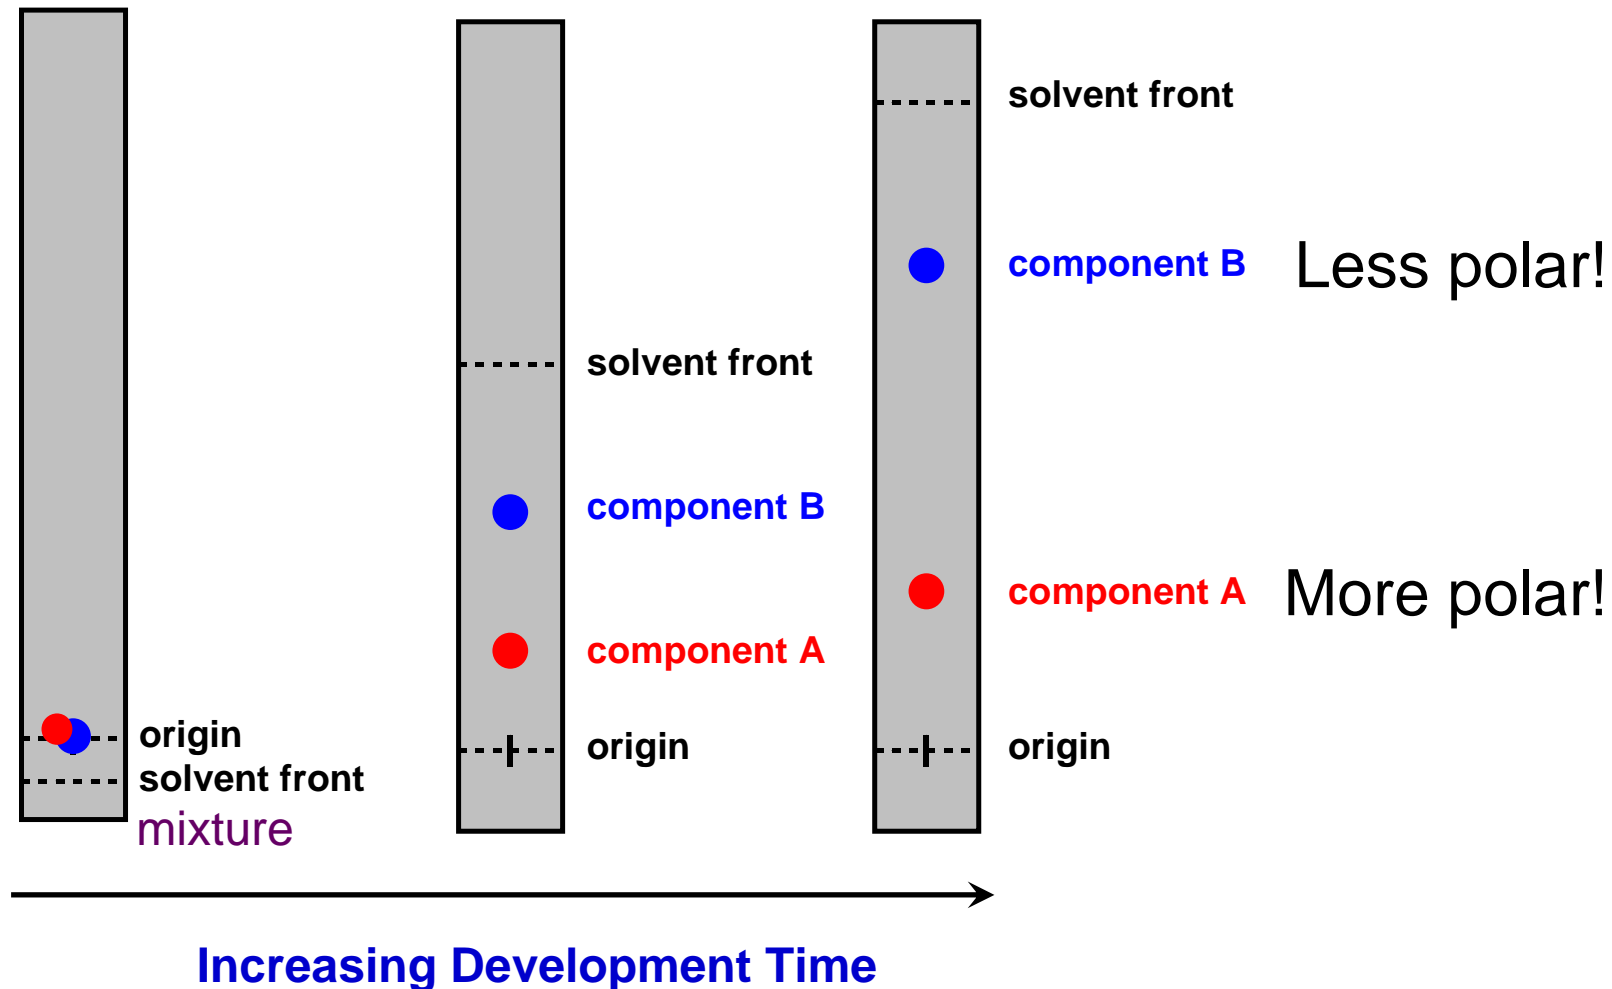 solvent front
component B
Less polar!
solvent front
component B
component A
More polar!
component A
origin
origin
origin
solvent front
mixture
Increasing Development Time